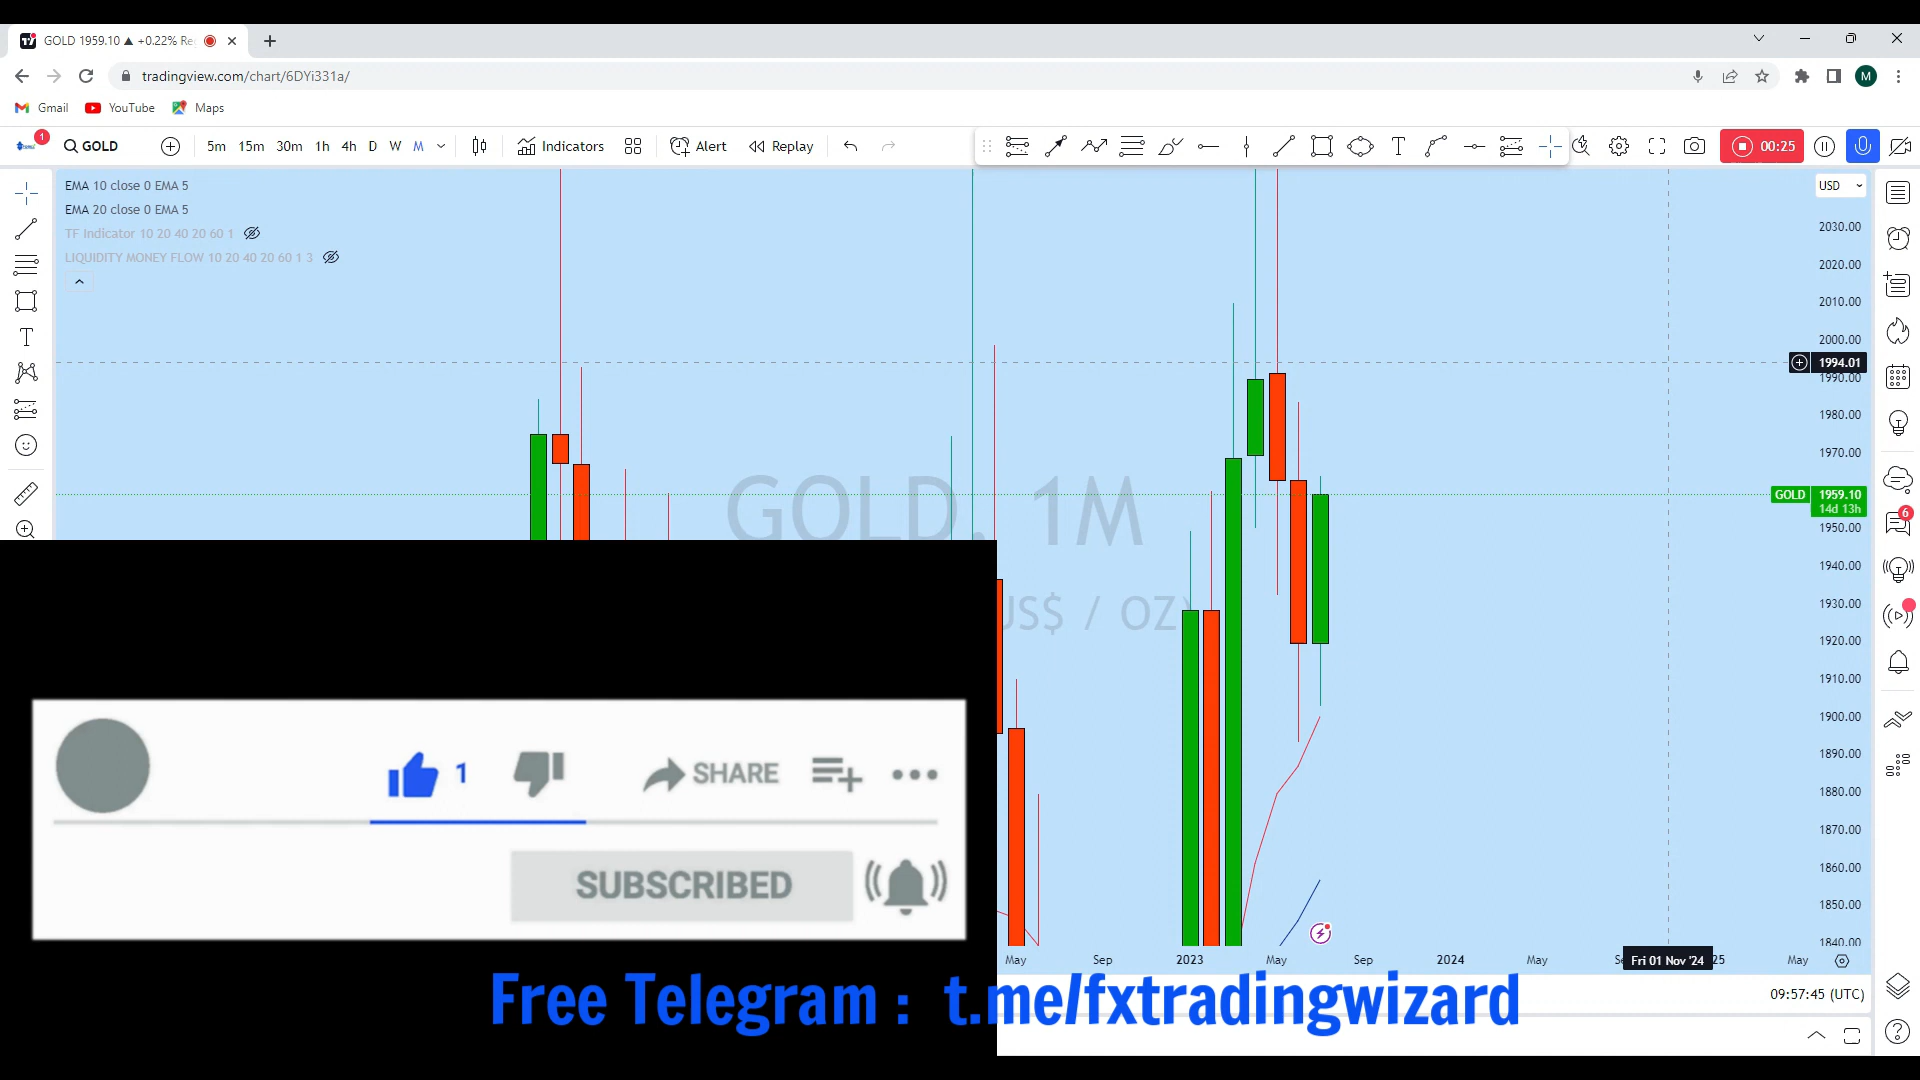 GOLD 1959.10 ▲ +0.22% Re
tradingview.com/chart/6DYi331a/
M
Gmail YouTube Maps
1
GOLD 5m 15m 30m 1h 4h D W M Indicators Alert Replay 00:25
EMA 10 close 0 EMA 5
EMA 20 close 0 EMA 5
TF Indicator 10 20 40 20 60 1
LIQUIDITY MONEY FLOW 10 20 40 20 60 1 3
USD
2030.00
2020.00
2010.00
2000.00
1994.01
1990.00
1980.00
1970.00
GOLD 1959.10
14d 13h
1950.00
1940.00
1930.00
1920.00
1910.00
1900.00
1890.00
1880.00
1870.00
1860.00
1850.00
1840.00
6
GOLD, 1M
US$ / OZ)
1 SHARE
SUBSCRIBED
May Sep 2023 May Sep 2024 May Se Fri 01 Nov '24 25 May
Free Telegram : t.me/fxtradingwizard
09:57:45 (UTC)